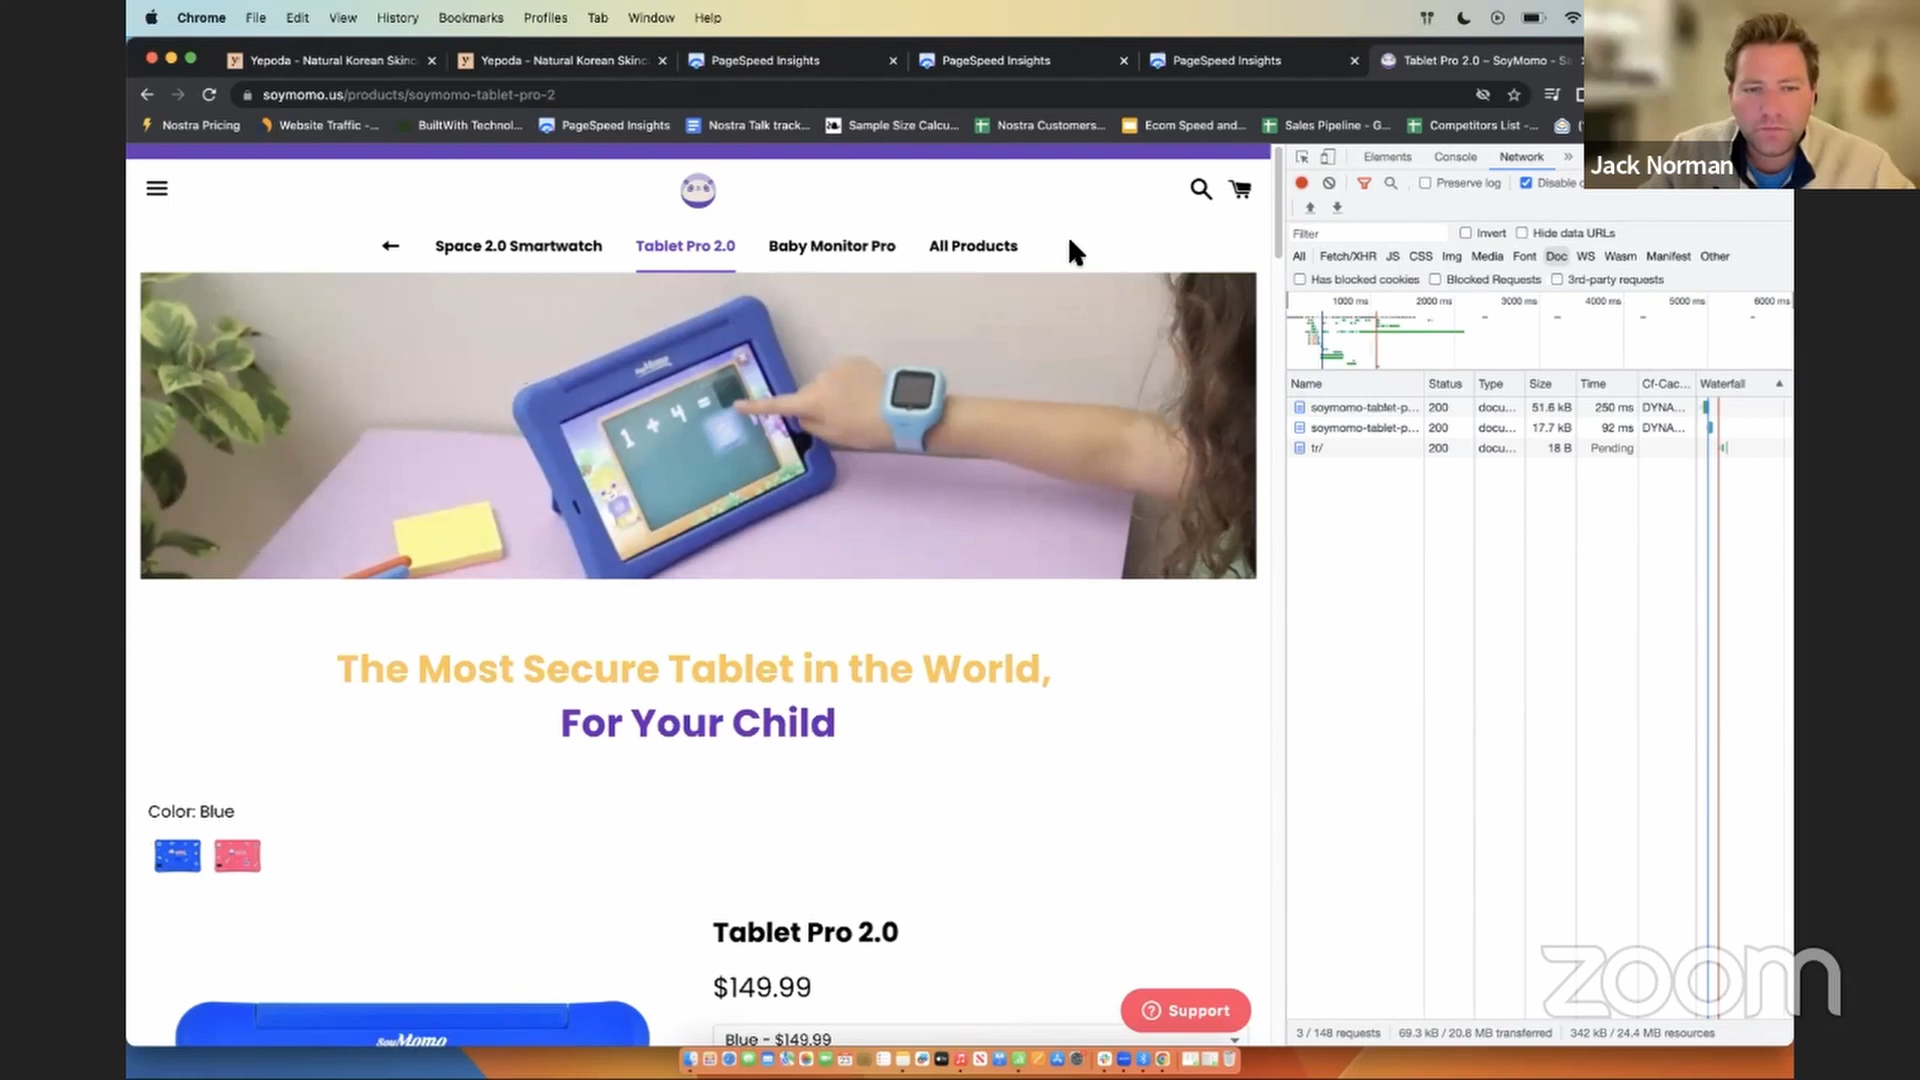 Chrome File Edit View History Bookmarks Profiles Tab Window Help
Yepoda - Natural Korean Skinc
Yepoda - Natural Korean Skinc
PageSpeed Insights
PageSpeed Insights
PageSpeed Insights
Tablet Pro 2.0 – SoyMomo - Sa
soymomo.us/products/soymomo-tablet-pro-2
Nostra Pricing
Website Traffic -...
BuiltWith Technol...
PageSpeed Insights
Nostra Talk track...
Sample Size Calcu...
Nostra Customers...
Ecom Speed and...
Sales Pipeline - G...
Competitors List -...
Jack Norman
Space 2.0 Smartwatch
Tablet Pro 2.0
Baby Monitor Pro
All Products
1 + 4 =
The Most Secure Tablet in the World,
For Your Child
Color: Blue
Tablet Pro 2.0
$149.99
Blue - $149.99
Support
SoyMomo
Elements Console Network »
Preserve log Disable c
Filter Invert Hide data URLs
All Fetch/XHR JS CSS Img Media Font Doc WS Wasm Manifest Other
Has blocked cookies Blocked Requests 3rd-party requests
1000 ms 2000 ms 3000 ms 4000 ms 5000 ms 6000 ms
Name Status Type Size Time Cf-Cac... Waterfall
soymomo-tablet-p... 200 docu... 51.6 kB 250 ms DYNA...
soymomo-tablet-p... 200 docu... 17.7 kB 92 ms DYNA...
tr/ 200 docu... 18 B Pending
3 / 148 requests 69.3 kB / 20.8 MB transferred 342 kB / 24.4 MB resources
zoom